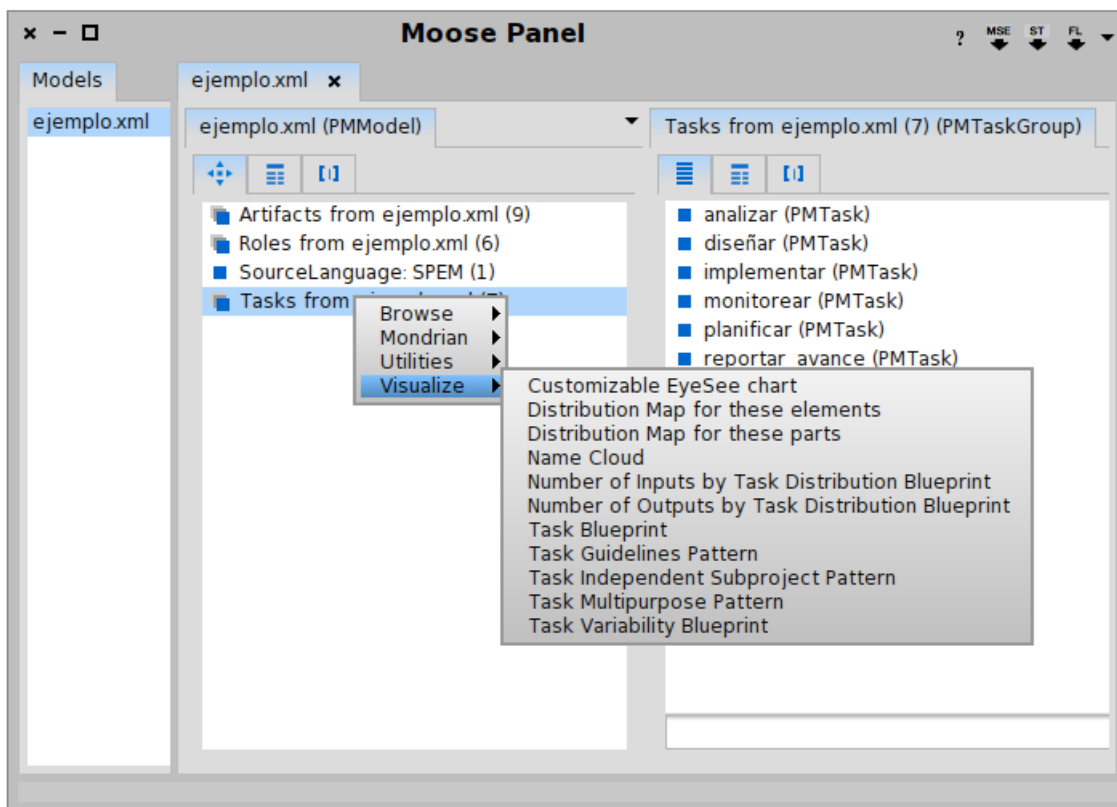 Moose Panel
? MSE ST FL
Models
ejemplo.xml
ejemplo.xml
ejemplo.xml (PMModel)
Artifacts from ejemplo.xml (9)
Roles from ejemplo.xml (6)
SourceLanguage: SPEM (1)
Tasks from
Browse
Mondrian
Utilities
Visualize
Customizable EyeSee chart
Distribution Map for these elements
Distribution Map for these parts
Name Cloud
Number of Inputs by Task Distribution Blueprint
Number of Outputs by Task Distribution Blueprint
Task Blueprint
Task Guidelines Pattern
Task Independent Subproject Pattern
Task Multipurpose Pattern
Task Variability Blueprint
Tasks from ejemplo.xml (7) (PMTaskGroup)
analizar (PMTask)
diseñar (PMTask)
implementar (PMTask)
monitorear (PMTask)
planificar (PMTask)
reportar_avance (PMTask)